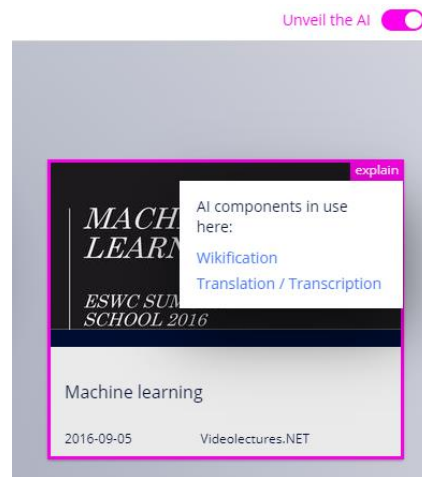 Unveil the AI
explain
MACH
LEARN
AI components in use
here:
Wikification
Translation / Transcription
ESWC SUM
SCHOOL 2016
Machine learning
2016-09-05 Videolectures.NET